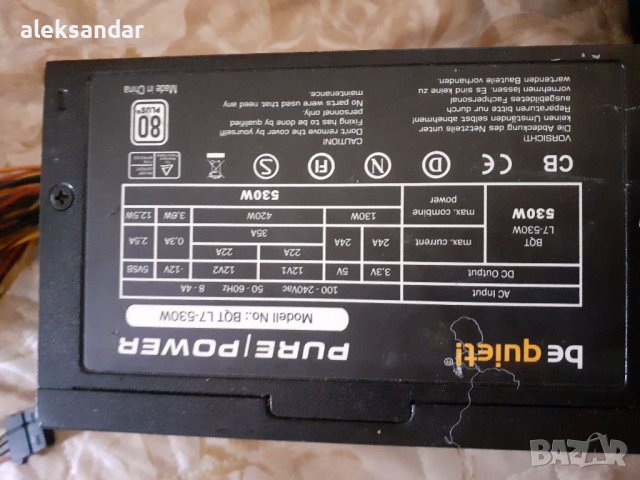 aleksandar
be quiet!®
PURE|POWER
Modell No.: BQT L7-530W
AC Input 100 - 240Vac 50 - 60Hz 8 - 4A
DC Output 3.3V 5V 12V1 12V2 -12V 5VSB
BQT
L7-530W
530W
max. current 24A 24A 22A 22A 0,3A 2,5A
35A
max. combine
power
130W 420W 3,6W 12,5W
530W
CB CE D N FI S
VORSICHT!
Die Abdeckung des Netzteils unter
keinen Umständen selbst abnehmen!
Reparaturen nur bitte durch
ausgebildetes Fachpersonal
vornehmen lassen. Es sind keine zu
wartenden Bauteile vorhanden.
CAUTION!
Don't remove the cover by yourself!
Fixing has to be done by qualified
personnel only.
No parts were used that need any
maintenance.
80
PLUS
Made in China
BAZAR